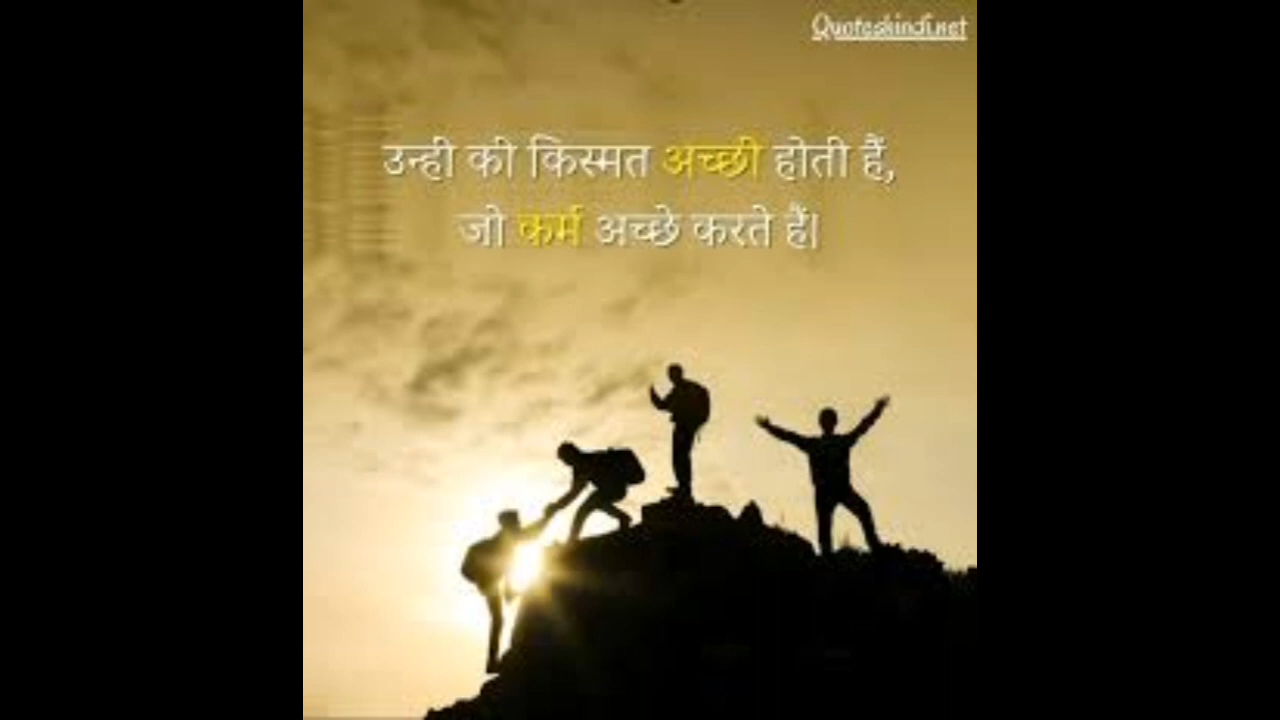 Quoteshindi.net
उन्ही की किस्मत अच्छी होती हैं,
जो कर्म अच्छे करते हैं|